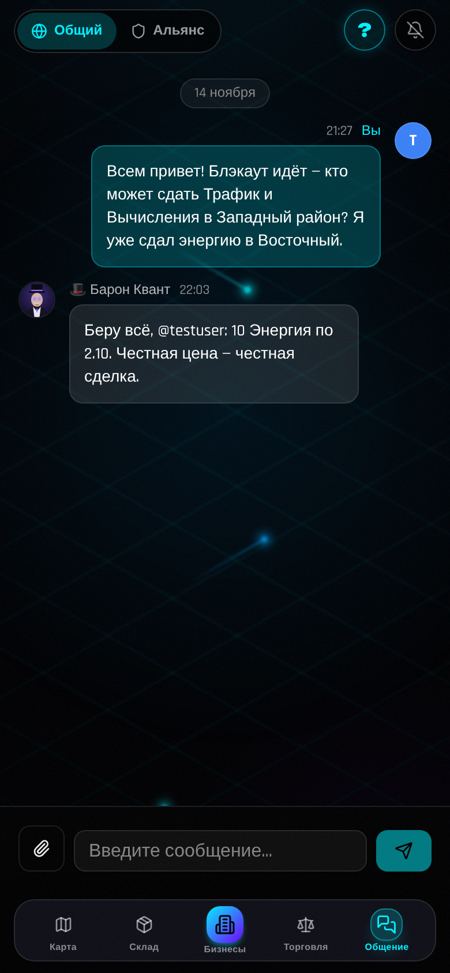 Общий
Альянс
?
14 ноября
21:27 Вы
T
Всем привет! Блэкаут идёт – кто
может сдать Трафик и
Вычисления в Западный район? Я
уже сдал энергию в Восточный.
🎩 Барон Квант 22:03
Беру всё, @testuser: 10 Энергия по
2.10. Честная цена – честная
сделка.
Введите сообщение...
Карта
Склад
Бизнесы
Торговля
Общение